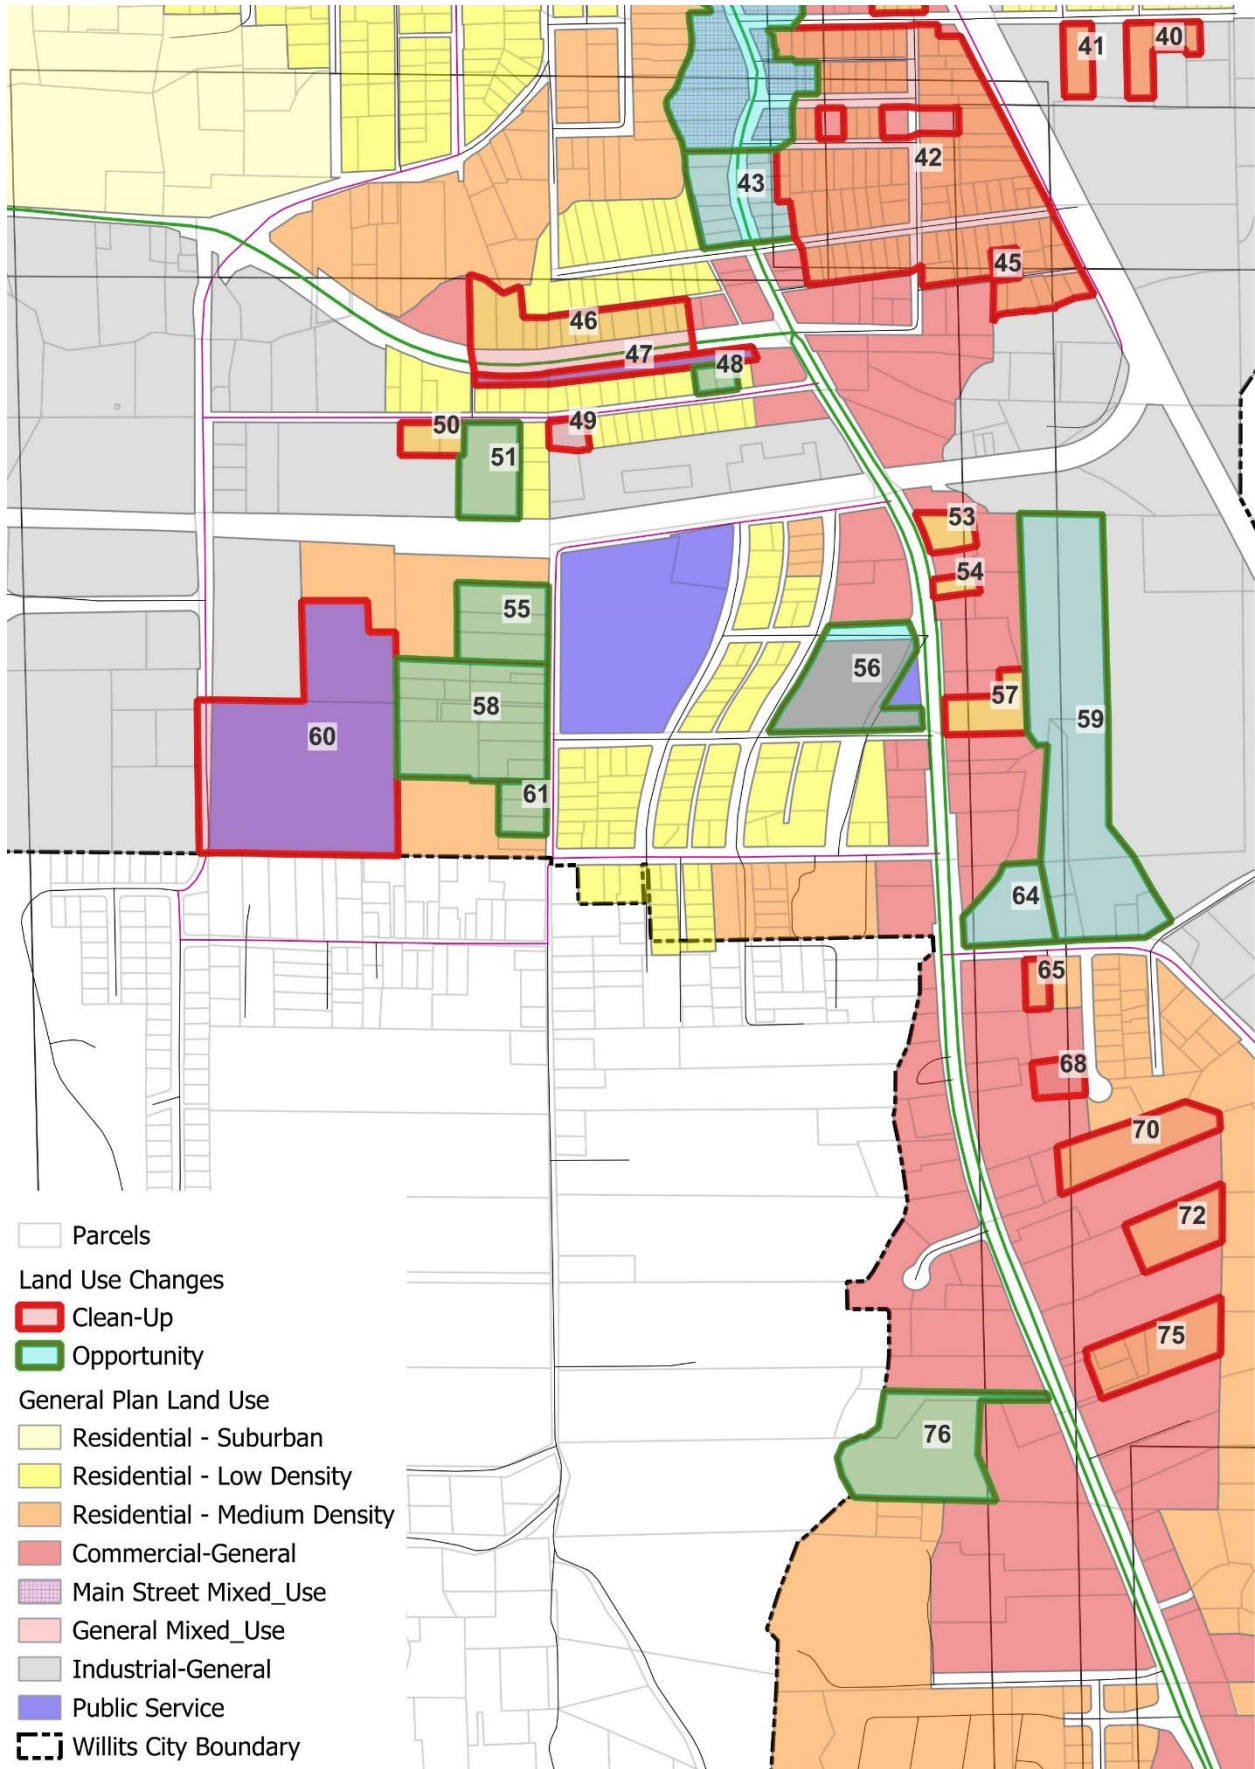 41
40
42
43
45
46
47
48
49
50
51
53
54
55
56
57
58
59
60
61
64
65
68
70
72
75
76
Parcels
Land Use Changes
Clean-Up
Opportunity
General Plan Land Use
Residential - Suburban
Residential - Low Density
Residential - Medium Density
Commercial-General
Main Street Mixed_Use
General Mixed_Use
Industrial-General
Public Service
Willits City Boundary